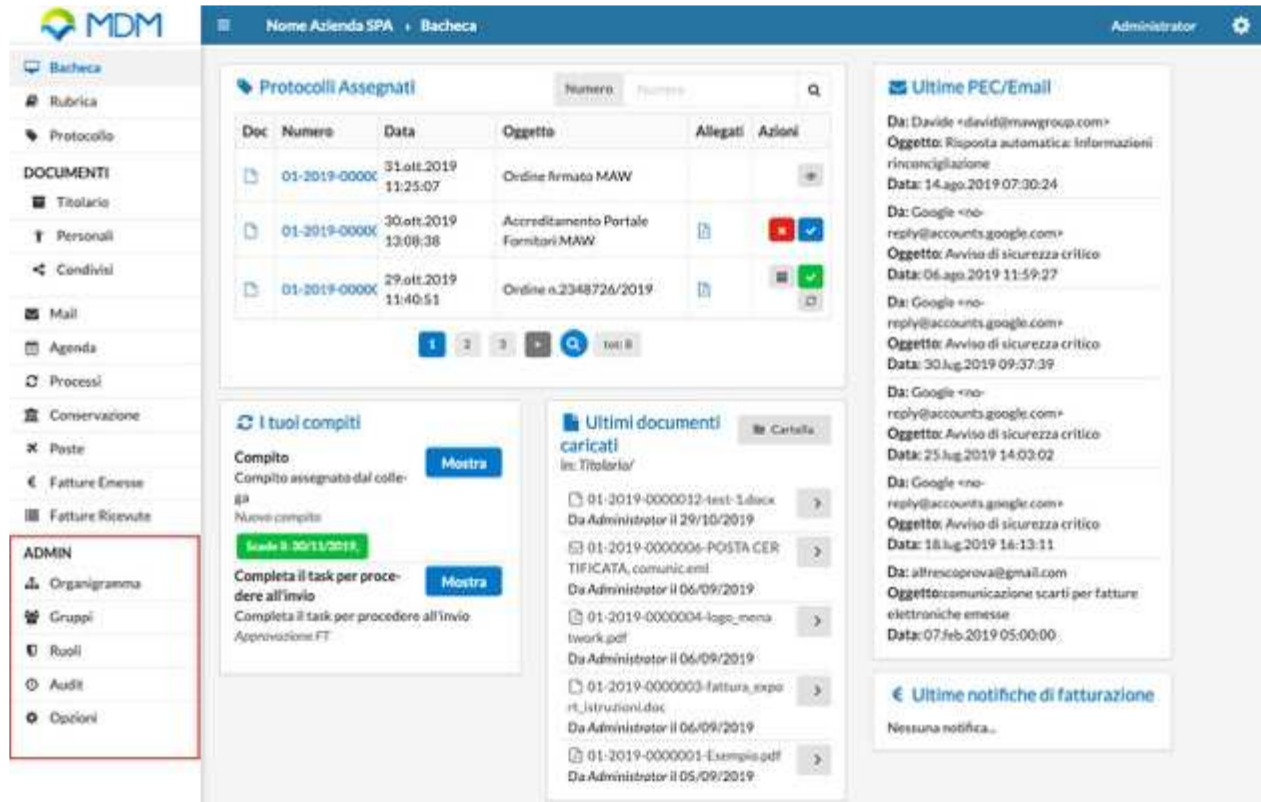 MDM
Nome Azienda SPA › Bacheca
Administrator
Bacheca
Rubrica
Protocollo
DOCUMENTI
Titolario
Personali
Condivisi
Mail
Agenda
Processi
Conservazione
Poste
Fatture Emesse
Fatture Ricevute
ADMIN
Organigramma
Gruppi
Ruoli
Audit
Opzioni
Protocolli Assegnati
Numero Numero
Doc Numero Data Oggetto Allegati Azioni
01-2019-0000 31.ott.2019
11:25:07 Ordine firmato MAW
01-2019-0000 30.ott.2019
13:08:38 Accreditamento Portale
Fornitori MAW
01-2019-0000 29.ott.2019
11:40:51 Ordine n.2348726/2019
1 2 3 tot: 8
I tuoi compiti
Compito
Mostra
Compito assegnato dal colle-
ga
Nuovo compito
Scade il: 30/11/2019,
Completa il task per proce-
dere all'invio
Mostra
Completa il task per procedere all'invio
Approvazione FT
Ultimi documenti
caricati
Cartella
in: Titolario/
01-2019-0000012-test-1.docx
Da Administrator il 29/10/2019
01-2019-0000006-POSTA CER
TIFICATA, comunic.eml
Da Administrator il 06/09/2019
01-2019-0000004-logo_mena
twork.pdf
Da Administrator il 06/09/2019
01-2019-0000003-fattura_expo
rt_istruzioni.doc
Da Administrator il 06/09/2019
01-2019-0000001-Esempio.pdf
Da Administrator il 05/09/2019
Ultime PEC/Email
Da: Davide <david@mawgroup.com>
Oggetto: Risposta automatica: Informazioni
rinconcigliazione
Data: 14.ago.2019 07:30:24
Da: Google <no-
reply@accounts.google.com>
Oggetto: Avviso di sicurezza critico
Data: 06.ago.2019 11:59:27
Da: Google <no-
reply@accounts.google.com>
Oggetto: Avviso di sicurezza critico
Data: 30.lug.2019 09:37:39
Da: Google <no-
reply@accounts.google.com>
Oggetto: Avviso di sicurezza critico
Data: 25.lug.2019 14:03:02
Da: Google <no-
reply@accounts.google.com>
Oggetto: Avviso di sicurezza critico
Data: 18.lug.2019 16:13:11
Da: alfrescoprova@gmail.com
Oggetto:comunicazione scarti per fatture
elettroniche emesse
Data: 07.feb.2019 05:00:00
Ultime notifiche di fatturazione
Nessuna notifica...